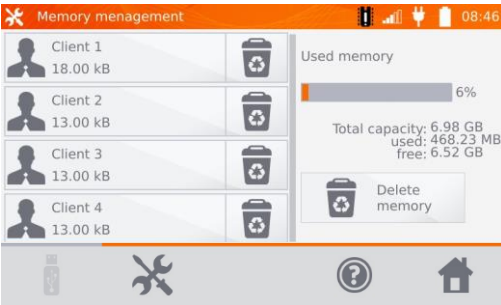 Memory menagement
08:46
Client 1
18.00 kB
Client 2
13.00 kB
Client 3
13.00 kB
Client 4
13.00 kB
Used memory
6%
Total capacity: 6.98 GB
used: 468.23 MB
free: 6.52 GB
Delete
memory